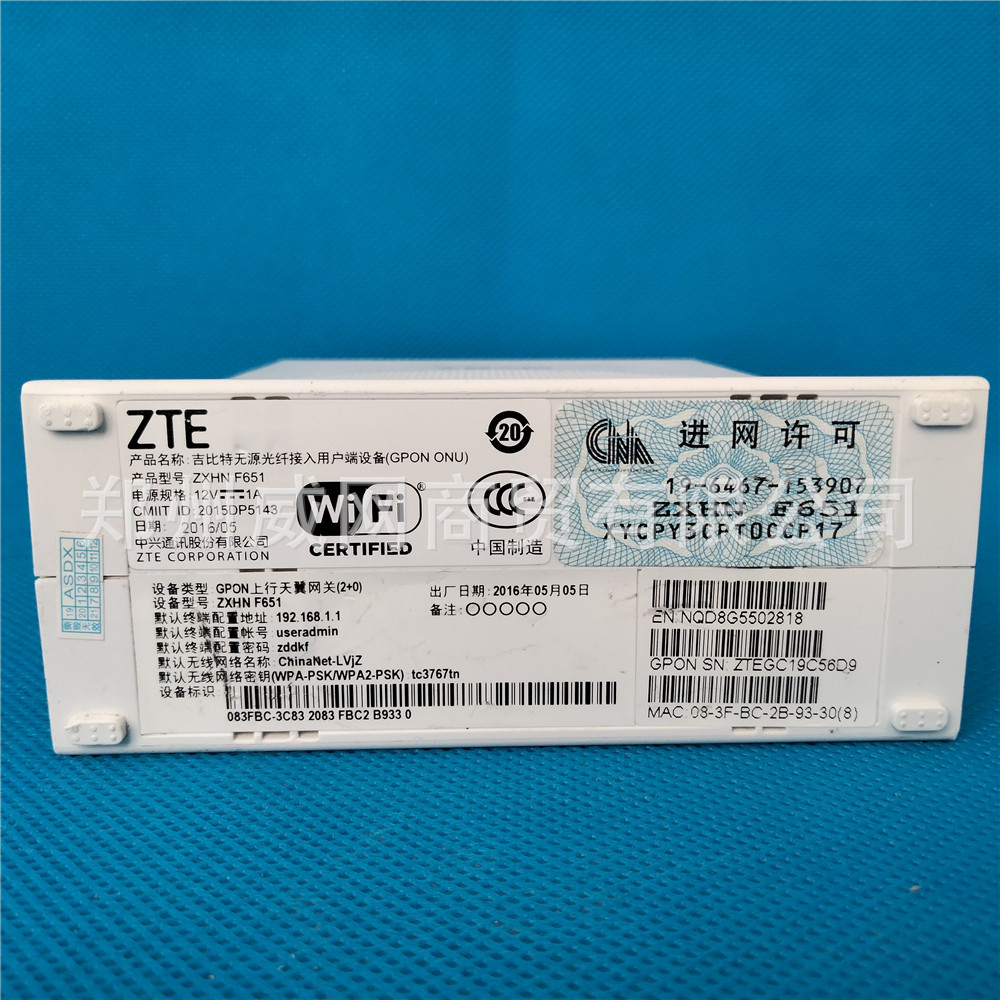 ZTE
产品名称: 吉比特无源光纤接入用户端设备(GPON ONU)
产品型号: ZXHN F651
电源规格: 12V⎓1A
CMIIT ID: 2015DP5143
日期: 2016/05
中兴通讯股份有限公司
ZTE CORPORATION
WiFi
CERTIFIED
20
CCC
中国制造
CNA 进网许可
19-6467-153907
ZXHN F651
设备类型: GPON上行天翼网关(2+0)
设备型号: ZXHN F651
默认终端配置地址: 192.168.1.1
默认终端配置帐号: useradmin
默认终端配置密码: zddkf
默认无线网络名称: ChinaNet-LVjZ
默认无线网络密钥(WPA-PSK/WPA2-PSK) tc3767tn
设备标识:
083FBC-3C83 2083 FBC2 B933 0
出厂日期: 2016年05月05日
备注: ○○○○○
EN NQD8G5502818
GPON SN: ZTEGC19C56D9
MAC:08-3F-BC-2B-93-30(8)
ASDX